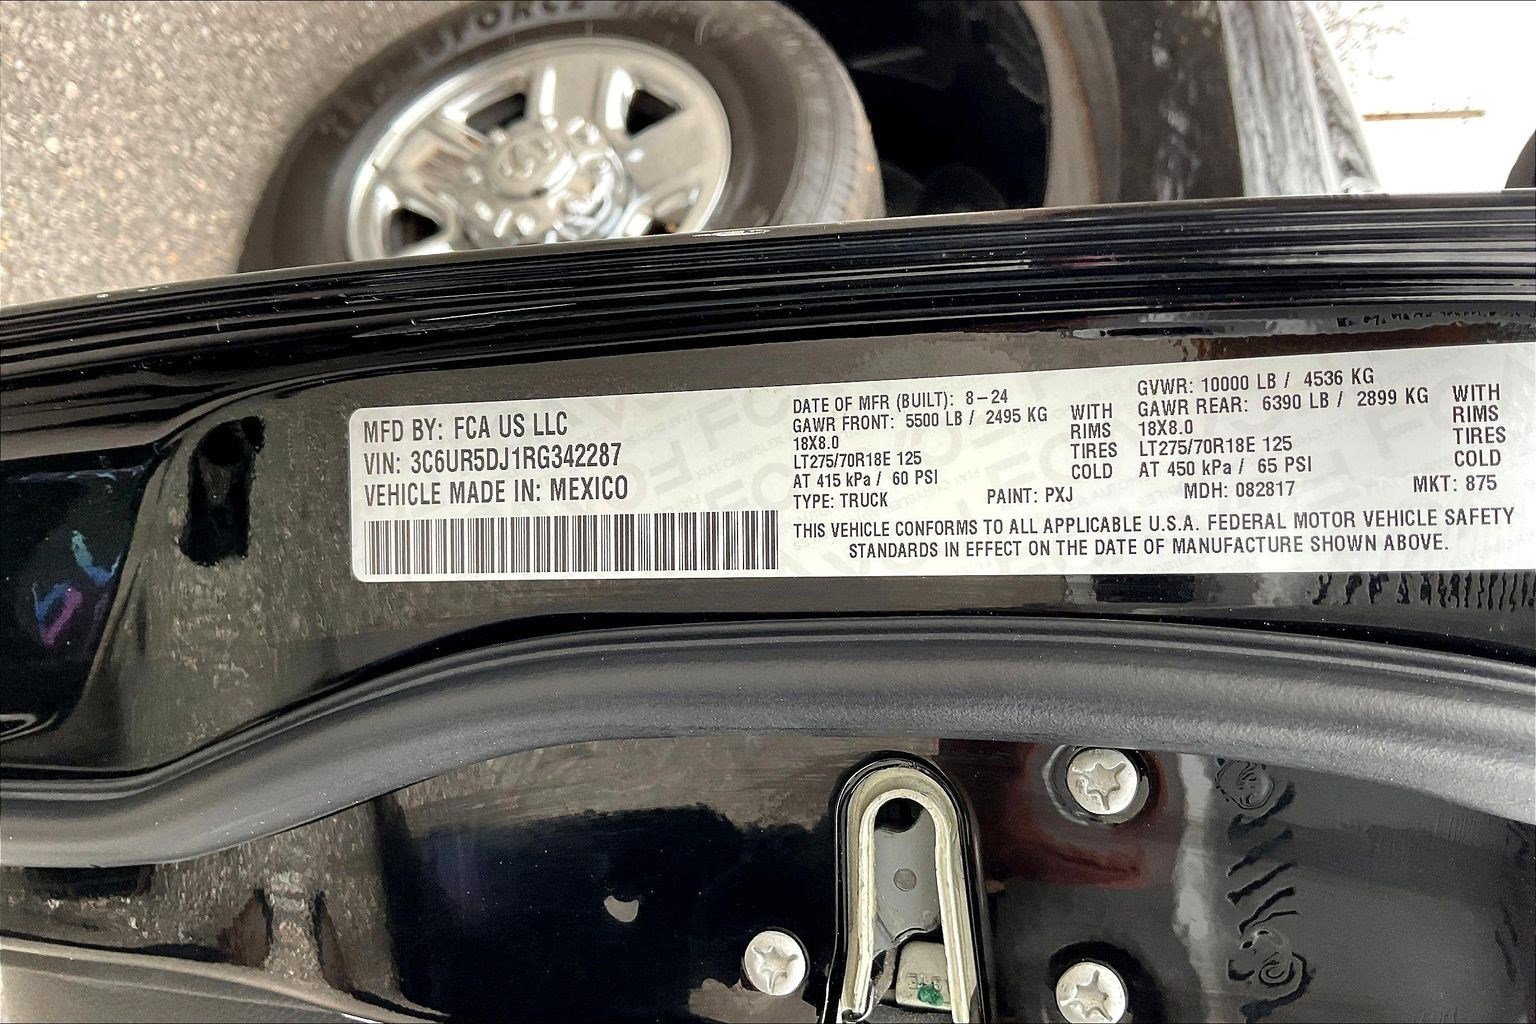 MFD BY: FCA US LLC
VIN: 3C6UR5DJ1RG342287
VEHICLE MADE IN: MEXICO
DATE OF MFR (BUILT): 8-24
GAWR FRONT: 5500 LB / 2495 KG
18X8.0
LT275/70R18E 125
AT 415 kPa / 60 PSI
WITH
RIMS
TIRES
COLD
GVWR: 10000 LB / 4536 KG
GAWR REAR: 6390 LB / 2899 KG
18X8.0
LT275/70R18E 125
AT 450 kPa / 65 PSI
WITH
RIMS
TIRES
COLD
TYPE: TRUCK PAINT: PXJ MDH: 082817 MKT: 875
THIS VEHICLE CONFORMS TO ALL APPLICABLE U.S.A. FEDERAL MOTOR VEHICLE SAFETY
STANDARDS IN EFFECT ON THE DATE OF MANUFACTURE SHOWN ABOVE.